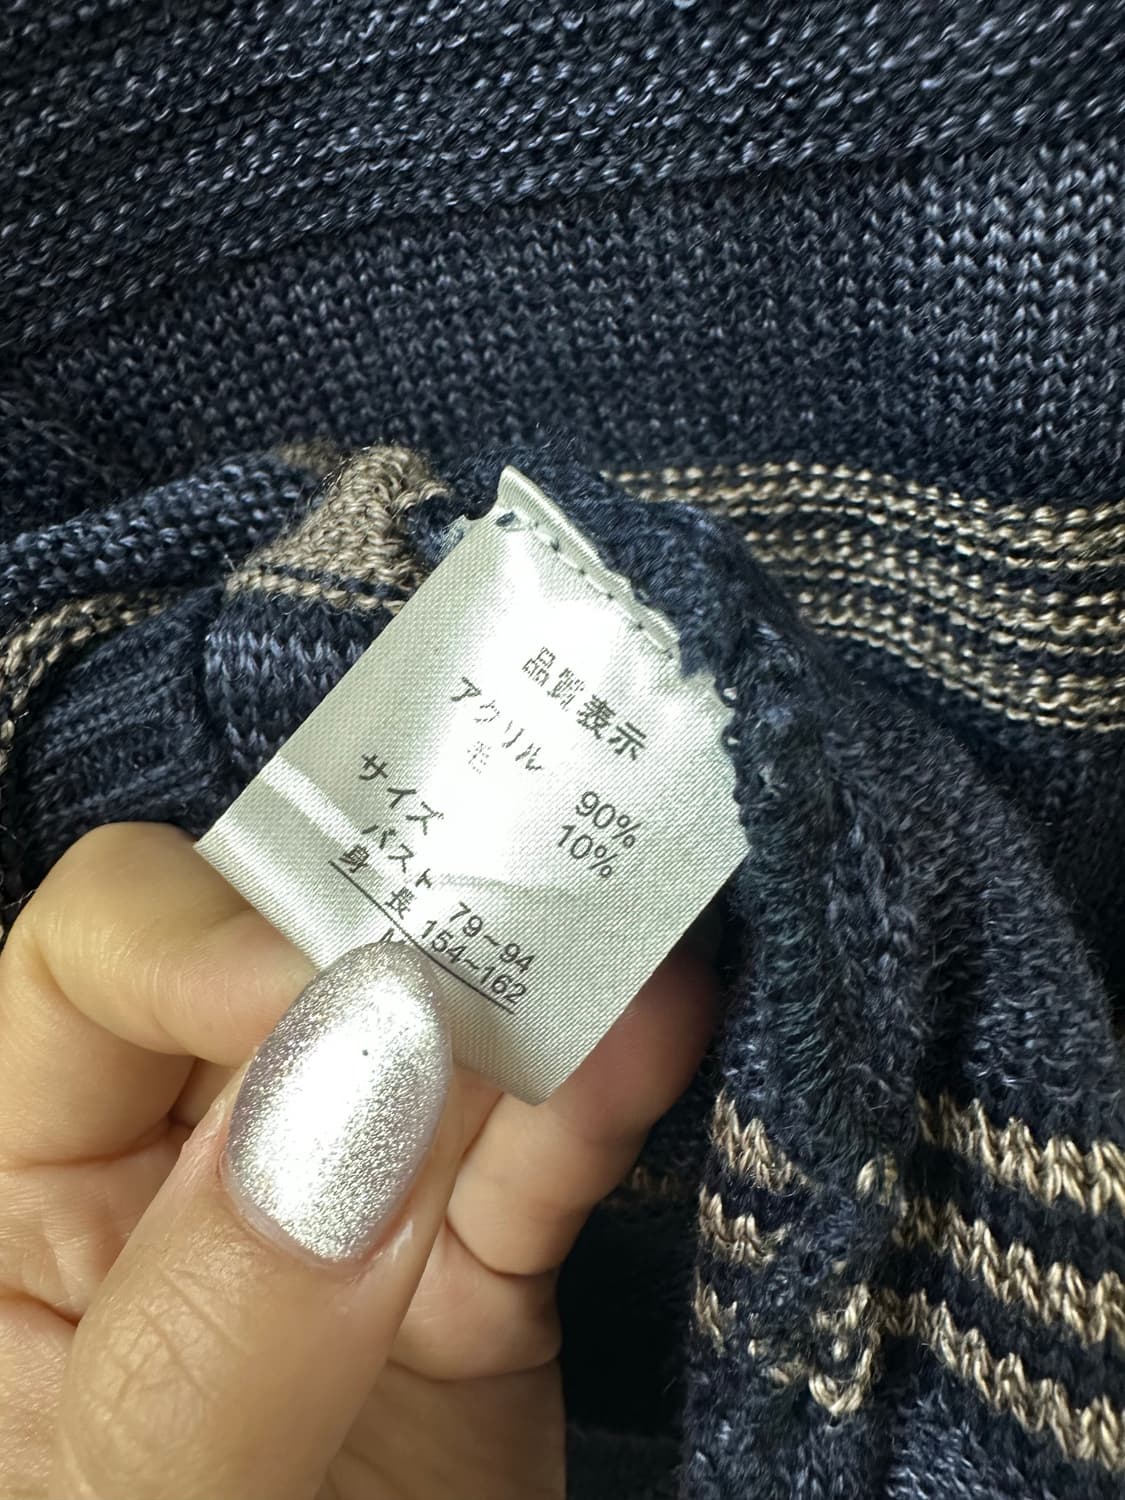 品質表示
アクリル 90%
毛 10%
サイズ
バスト 79~94
身長 154~162